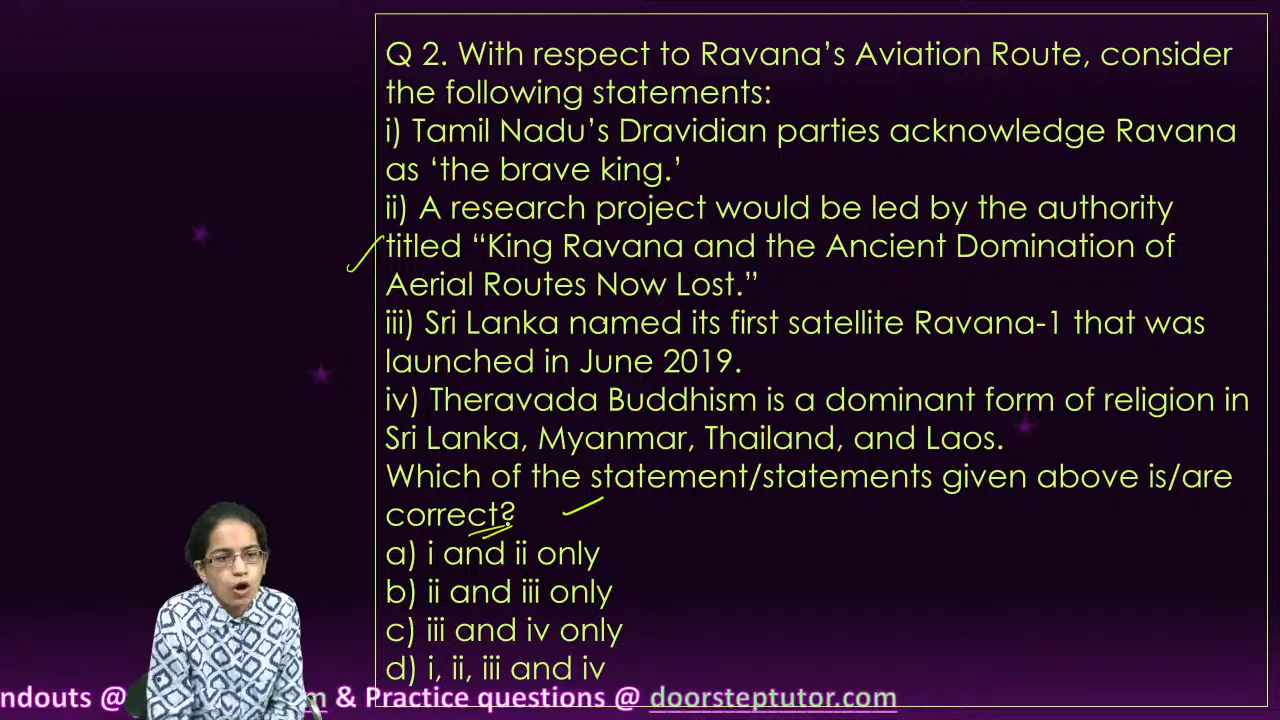 Q 2. With respect to Ravana’s Aviation Route, consider
the following statements:
i) Tamil Nadu’s Dravidian parties acknowledge Ravana
as ‘the brave king.’
ii) A research project would be led by the authority
titled “King Ravana and the Ancient Domination of
Aerial Routes Now Lost.”
iii) Sri Lanka named its first satellite Ravana-1 that was
launched in June 2019.
iv) Theravada Buddhism is a dominant form of religion in
Sri Lanka, Myanmar, Thailand, and Laos.
Which of the statement/statements given above is/are
correct?
a) i and ii only
b) ii and iii only
c) iii and iv only
d) i, ii, iii and iv
ndouts @ m & Practice questions @ doorsteptutor.com